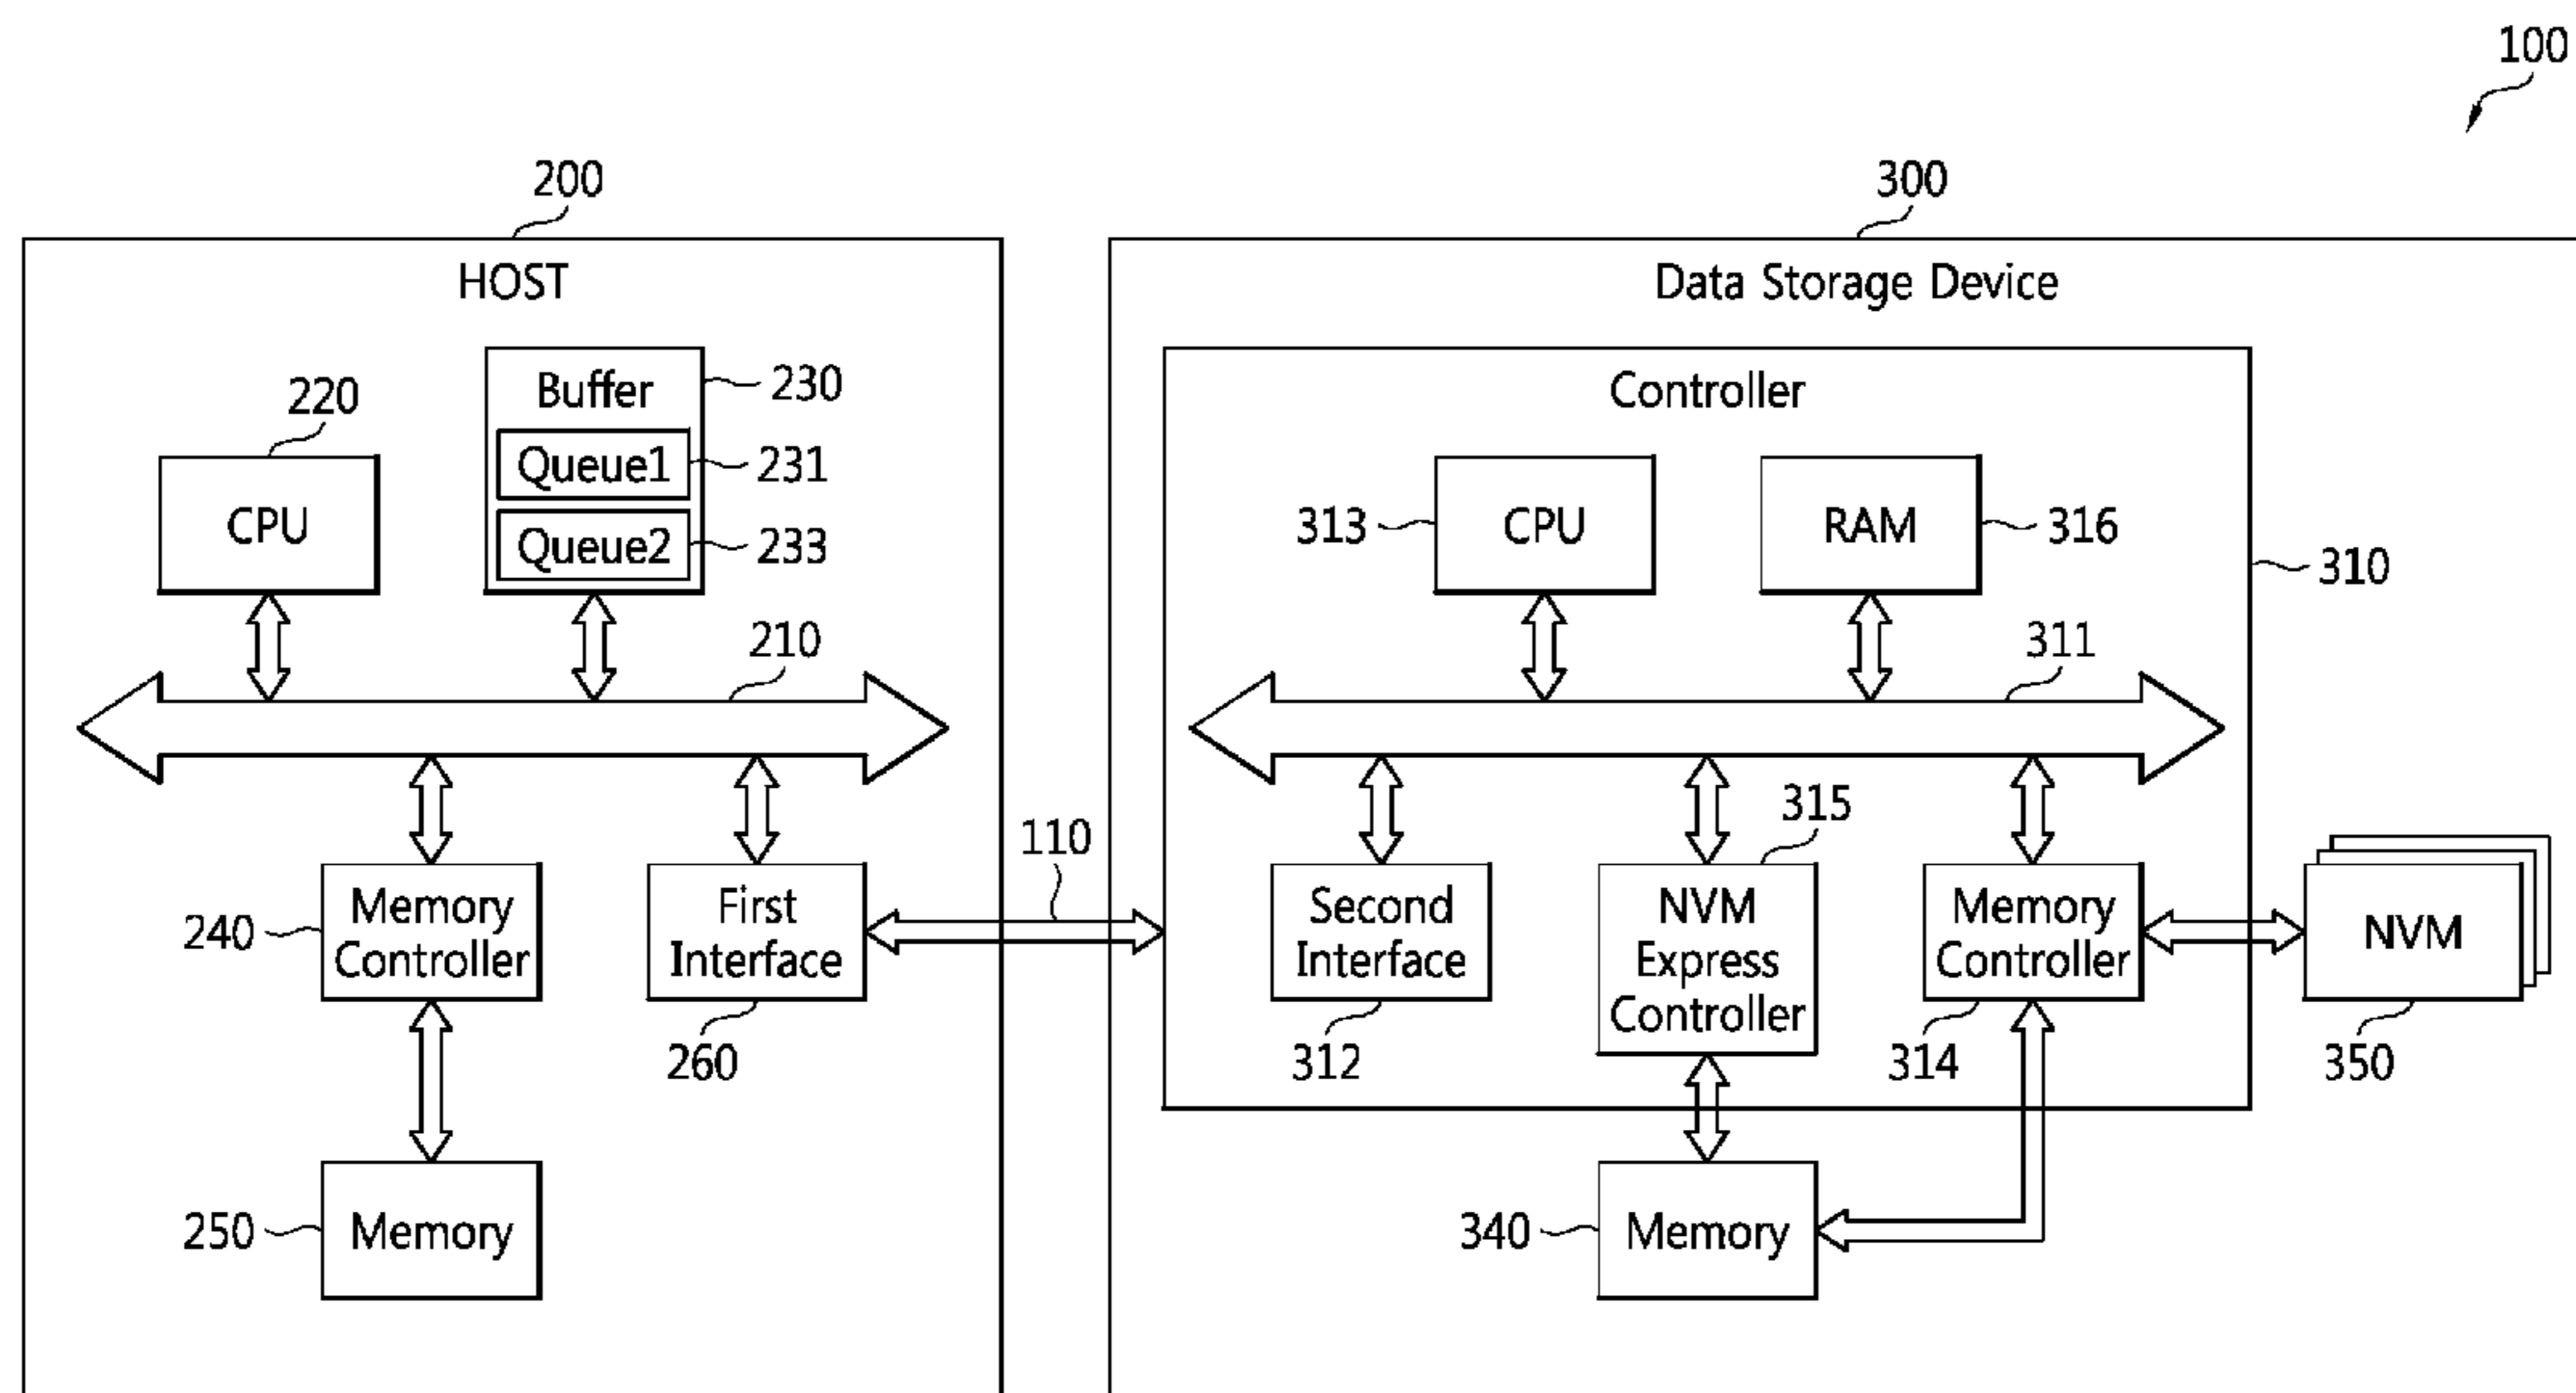 100
200
300
HOST
Data Storage Device
Buffer
230
Controller
220
Queue1
231
CPU
Queue2
233
313
CPU
RAM
316
310
210
311
110
315
240
Memory
Controller
First
Interface
Second
Interface
NVM
Express
Controller
Memory
Controller
NVM
260
312
314
350
250
Memory
340
Memory